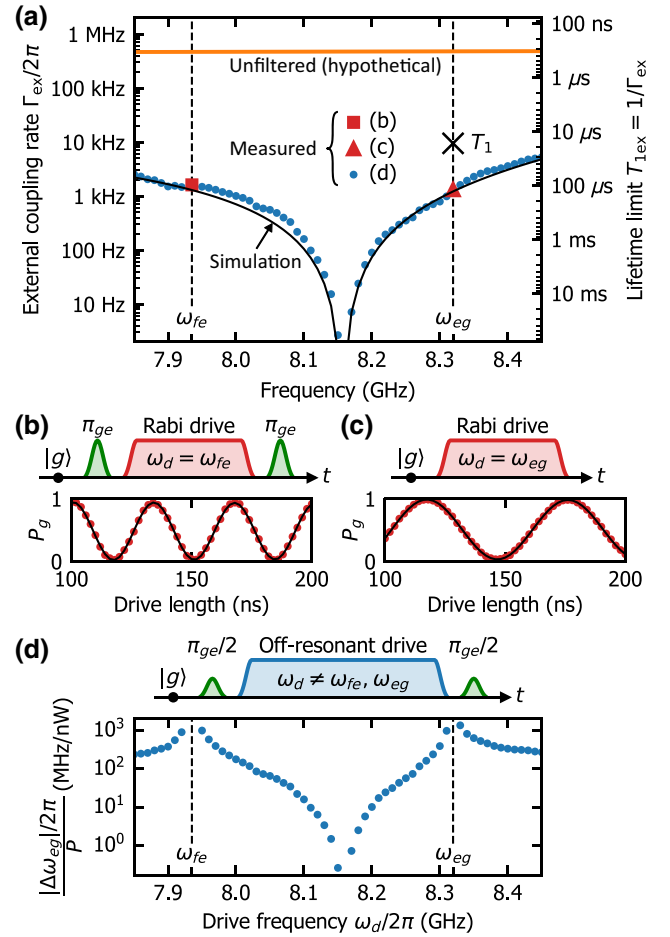 (a)
External coupling rate Γex/2π
1 MHz
100 kHz
10 kHz
1 kHz
100 Hz
10 Hz
100 ns
1 μs
10 μs
100 μs
1 ms
10 ms
Lifetime limit T1ex = 1/Γex
Unfiltered (hypothetical)
Measured
(b)
(c)
(d)
T1
Simulation
ωfe
ωeg
7.9 8.0 8.1 8.2 8.3 8.4
Frequency (GHz)
(b)
πge
Rabi drive
πge
|g⟩
ωd = ωfe
t
Pg
1
0
100 150 200
Drive length (ns)
(c)
Rabi drive
|g⟩
ωd = ωeg
t
Pg
1
0
100 150 200
Drive length (ns)
(d)
πge/2
Off-resonant drive
πge/2
|g⟩
ωd ≠ ωfe, ωeg
t
|Δωeg|/2π
P
(MHz/nW)
10³
10²
10¹
10⁰
ωfe
ωeg
7.9 8.0 8.1 8.2 8.3 8.4
Drive frequency ωd/2π (GHz)